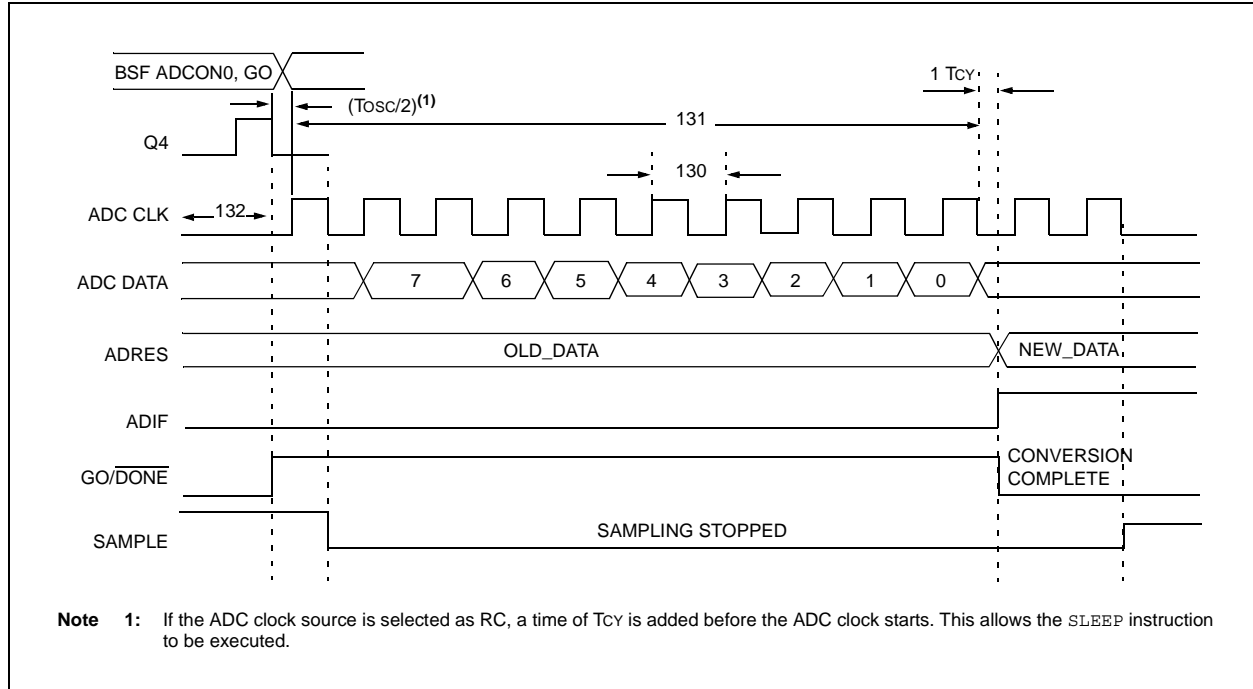 BSF ADCON0, GO
1 TCY
(TOSC/2)(1)
131
Q4
130
ADC CLK
132
ADC DATA
7 6 5 4 3 2 1 0
ADRES
OLD_DATA
NEW_DATA
ADIF
GO/DONE
CONVERSION
COMPLETE
SAMPLE
SAMPLING STOPPED
Note 1: If the ADC clock source is selected as RC, a time of TCY is added before the ADC clock starts. This allows the SLEEP instruction
to be executed.